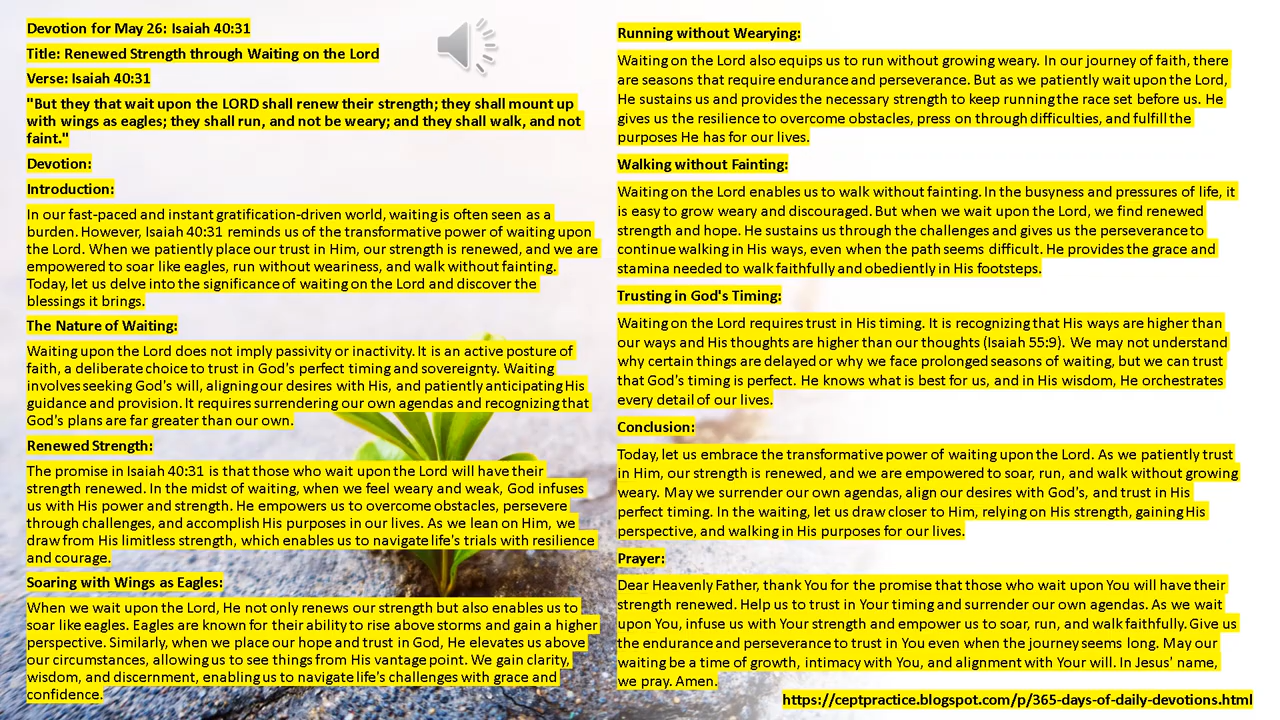 Devotion for May 26: Isaiah 40:31
Title: Renewed Strength through Waiting on the Lord
Verse: Isaiah 40:31
"But they that wait upon the LORD shall renew their strength; they shall mount up
with wings as eagles; they shall run, and not be weary; and they shall walk, and not
faint."
Devotion:
Introduction:
In our fast-paced and instant gratification-driven world, waiting is often seen as a
burden. However, Isaiah 40:31 reminds us of the transformative power of waiting upon
the Lord. When we patiently place our trust in Him, our strength is renewed, and we are
empowered to soar like eagles, run without weariness, and walk without fainting.
Today, let us delve into the significance of waiting on the Lord and discover the
blessings it brings.
The Nature of Waiting:
Waiting upon the Lord does not imply passivity or inactivity. It is an active posture of
faith, a deliberate choice to trust in God's perfect timing and sovereignty. Waiting
involves seeking God's will, aligning our desires with His, and patiently anticipating His
guidance and provision. It requires surrendering our own agendas and recognizing that
God's plans are far greater than our own.
Renewed Strength:
The promise in Isaiah 40:31 is that those who wait upon the Lord will have their
strength renewed. In the midst of waiting, when we feel weary and weak, God infuses
us with His power and strength. He empowers us to overcome obstacles, persevere
through challenges, and accomplish His purposes in our lives. As we lean on Him, we
draw from His limitless strength, which enables us to navigate life's trials with resilience
and courage.
Soaring with Wings as Eagles:
When we wait upon the Lord, He not only renews our strength but also enables us to
soar like eagles. Eagles are known for their ability to rise above storms and gain a higher
perspective. Similarly, when we place our hope and trust in God, He elevates us above
our circumstances, allowing us to see things from His vantage point. We gain clarity,
wisdom, and discernment, enabling us to navigate life's challenges with grace and
confidence.
Running without Wearying:
Waiting on the Lord also equips us to run without growing weary. In our journey of faith, there
are seasons that require endurance and perseverance. But as we patiently wait upon the Lord,
He sustains us and provides the necessary strength to keep running the race set before us. He
gives us the resilience to overcome obstacles, press on through difficulties, and fulfill the
purposes He has for our lives.
Walking without Fainting:
Waiting on the Lord enables us to walk without fainting. In the busyness and pressures of life, it
is easy to grow weary and discouraged. But when we wait upon the Lord, we find renewed
strength and hope. He sustains us through the challenges and gives us the perseverance to
continue walking in His ways, even when the path seems difficult. He provides the grace and
stamina needed to walk faithfully and obediently in His footsteps.
Trusting in God's Timing:
Waiting on the Lord requires trust in His timing. It is recognizing that His ways are higher than
our ways and His thoughts are higher than our thoughts (Isaiah 55:9). We may not understand
why certain things are delayed or why we face prolonged seasons of waiting, but we can trust
that God's timing is perfect. He knows what is best for us, and in His wisdom, He orchestrates
every detail of our lives.
Conclusion:
Today, let us embrace the transformative power of waiting upon the Lord. As we patiently trust
in Him, our strength is renewed, and we are empowered to soar, run, and walk without growing
weary. May we surrender our own agendas, align our desires with God's, and trust in His
perfect timing. In the waiting, let us draw closer to Him, relying on His strength, gaining His
perspective, and walking in His purposes for our lives.
Prayer:
Dear Heavenly Father, thank You for the promise that those who wait upon You will have their
strength renewed. Help us to trust in Your timing and surrender our own agendas. As we wait
upon You, infuse us with Your strength and empower us to soar, run, and walk faithfully. Give us
the endurance and perseverance to trust in You even when the journey seems long. May our
waiting be a time of growth, intimacy with You, and alignment with Your will. In Jesus' name,
we pray. Amen.
https://ceptpractice.blogspot.com/p/365-days-of-daily-devotions.html